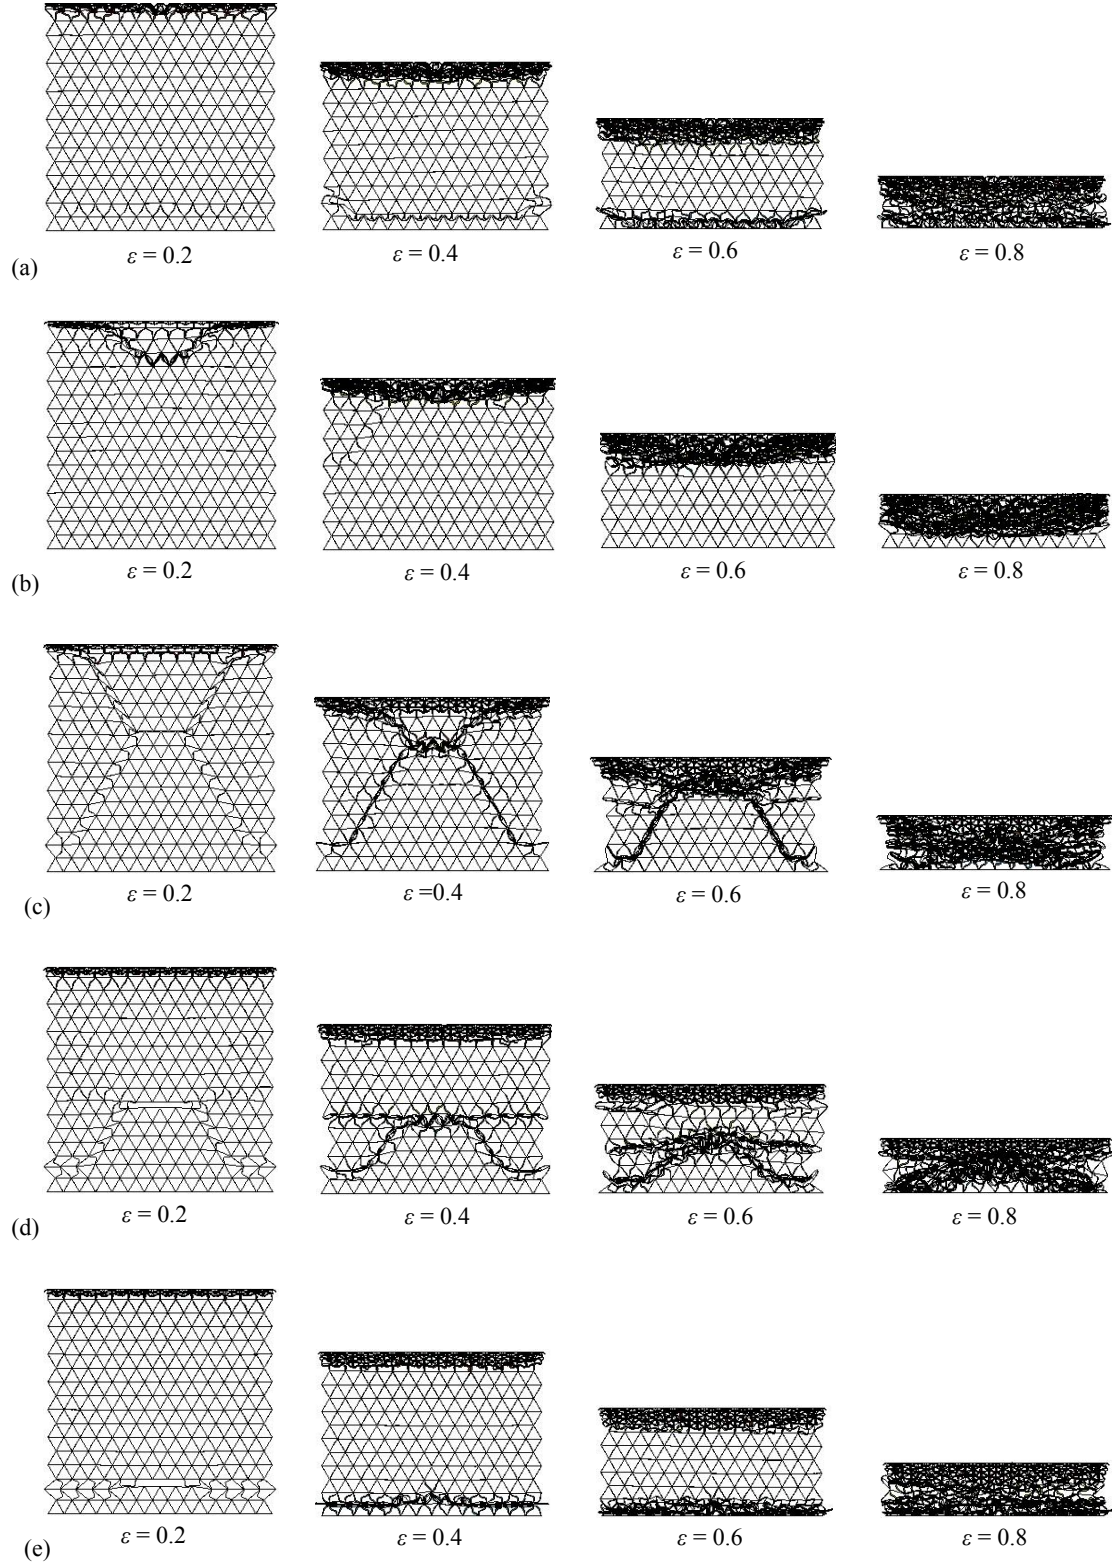 ε = 0.2 ε = 0.4 ε = 0.6 ε = 0.8
(a)
ε = 0.2 ε = 0.4 ε = 0.6 ε = 0.8
(b)
ε = 0.2 ε =0.4 ε = 0.6 ε = 0.8
(c)
ε = 0.2 ε = 0.4 ε = 0.6 ε = 0.8
(d)
ε = 0.2 ε = 0.4 ε = 0.6 ε = 0.8
(e)